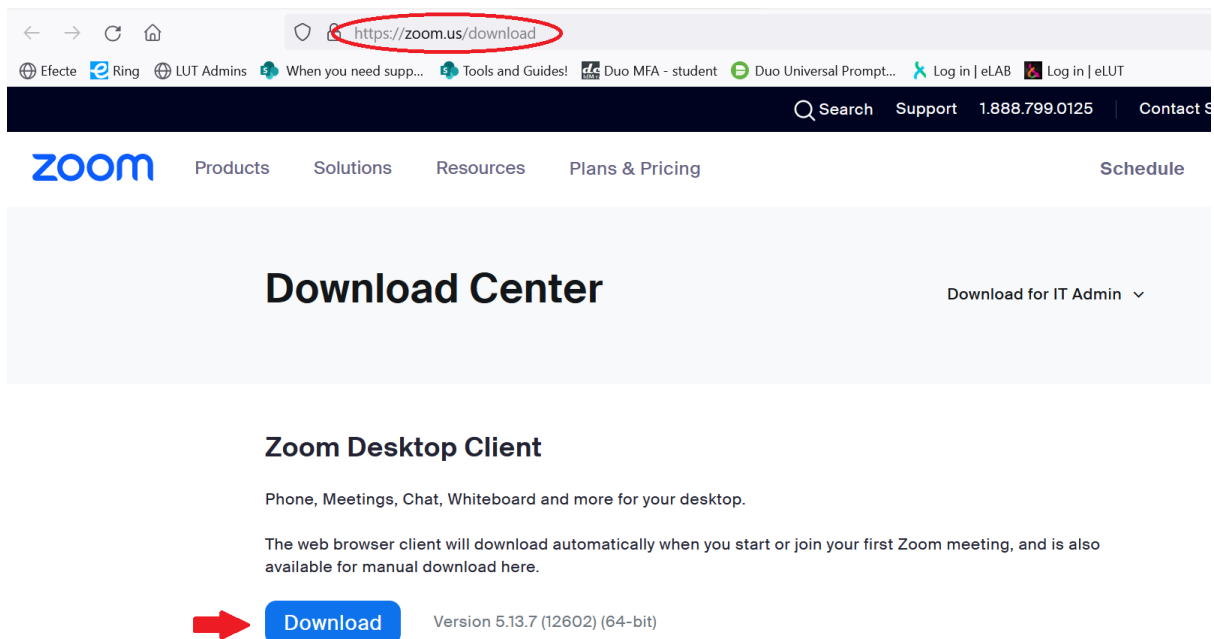 https://zoom.us/download
Efecte Ring LUT Admins When you need supp... Tools and Guides! Duo MFA - student Duo Universal Prompt... Log in | eLAB Log in | eLUT
Search Support 1.888.799.0125 Contact S
zoom Products Solutions Resources Plans & Pricing Schedule
Download Center
Download for IT Admin
Zoom Desktop Client
Phone, Meetings, Chat, Whiteboard and more for your desktop.
The web browser client will download automatically when you start or join your first Zoom meeting, and is also
available for manual download here.
Download Version 5.13.7 (12602) (64-bit)